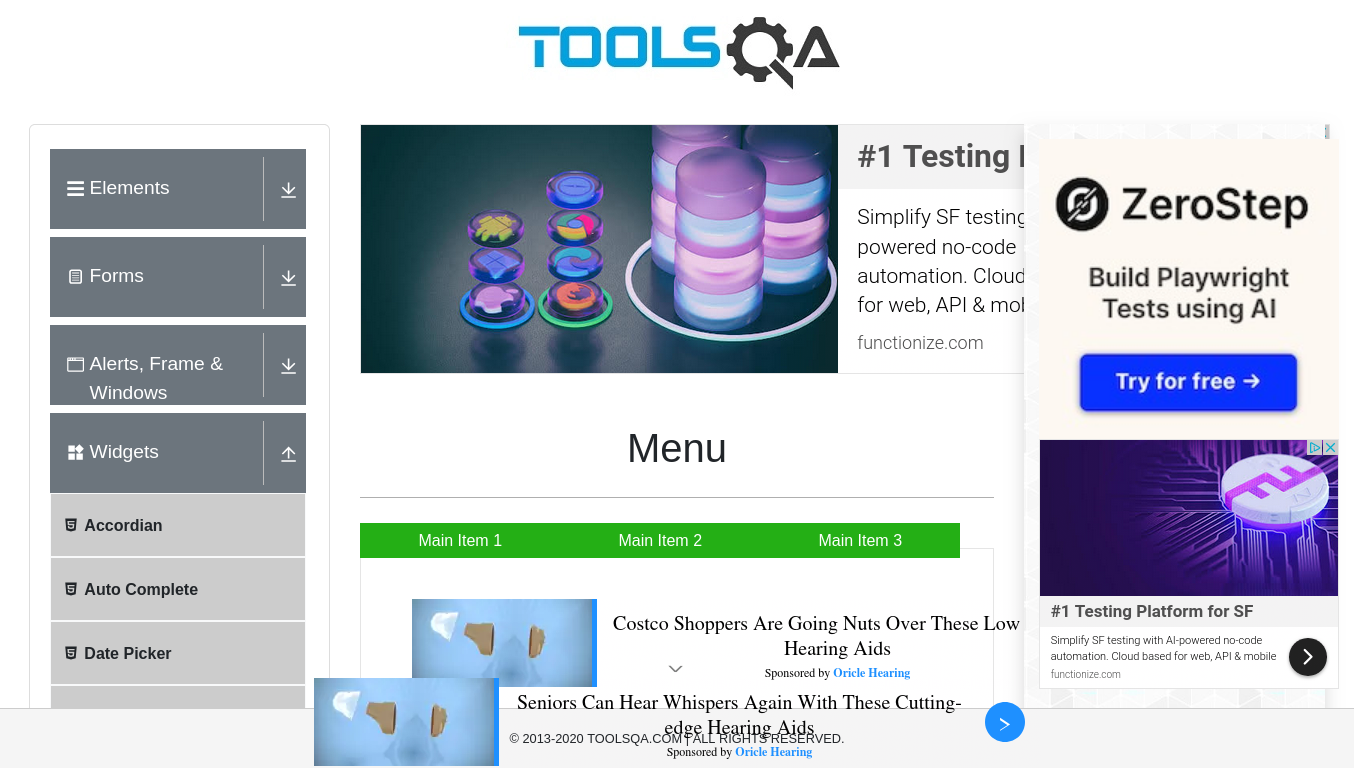 TOOLSQA
Elements
Forms
Alerts, Frame &
Windows
Widgets
Accordian
Auto Complete
Date Picker
#1 Testing
Simplify SF testing
powered no-code
automation. Cloud
for web, API & mob
functionize.com
Menu
Main Item 1
Main Item 2
Main Item 3
Costco Shoppers Are Going Nuts Over These Low
Hearing Aids
Sponsored by Oricle Hearing
Seniors Can Hear Whispers Again With These Cutting-
edge Hearing Aids
Sponsored by Oricle Hearing
© 2013-2020 TOOLSQA.COM | ALL RIGHTS RESERVED.
ZeroStep
Build Playwright
Tests using AI
Try for free →
#1 Testing Platform for SF
Simplify SF testing with AI-powered no-code
automation. Cloud based for web, API & mobile
functionize.com